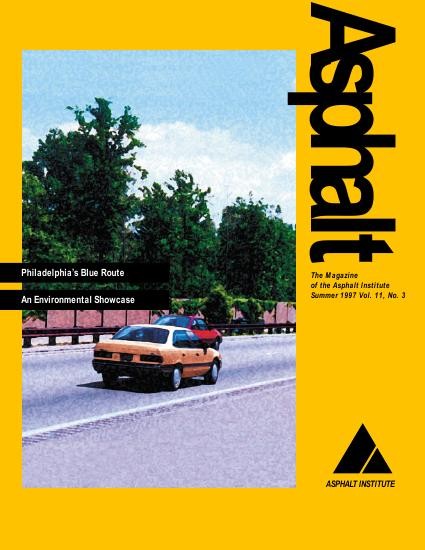 Asphalt
Philadelphia's Blue Route
An Environmental Showcase
The Magazine
of the Asphalt Institute
Summer 1997 Vol. 11, No. 3
ASPHALT INSTITUTE